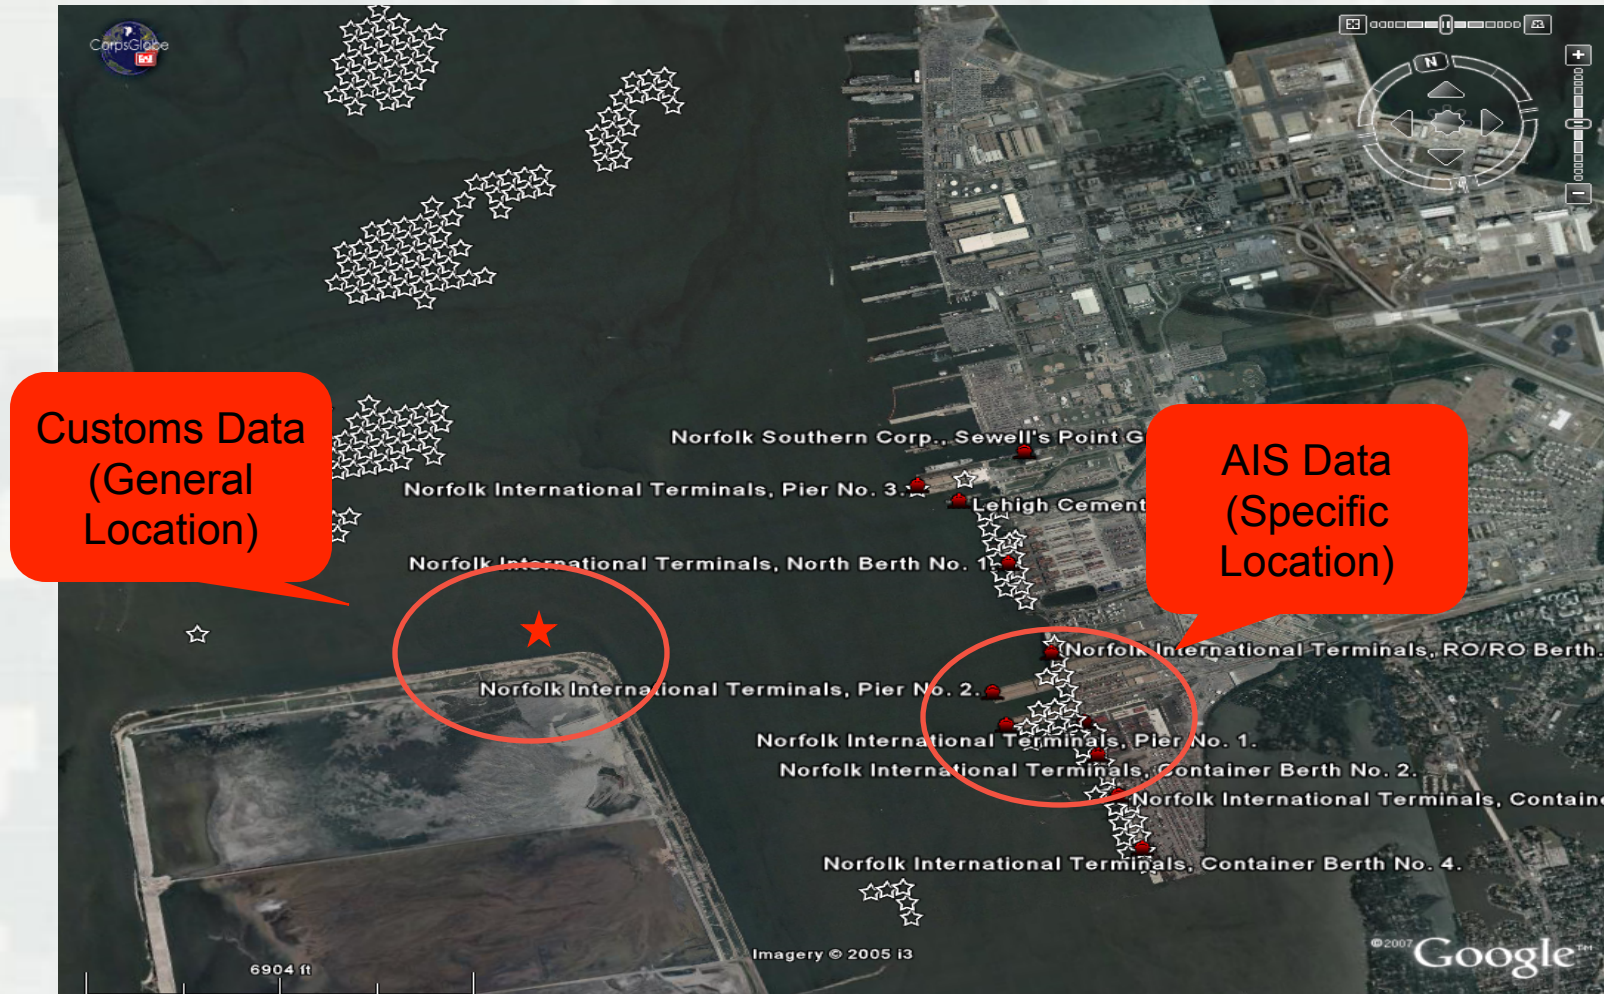 CorpsGlobe
N
Customs Data
(General
Location)
AIS Data
(Specific
Location)
Norfolk Southern Corp., Sewell's Point G
Norfolk International Terminals, Pier No. 3.
Lehigh Cement
Norfolk International Terminals, North Berth No. 1
Norfolk International Terminals, RO/RO Berth.
Norfolk International Terminals, Pier No. 2.
Norfolk International Terminals, Pier No. 1.
Norfolk International Terminals, Container Berth No. 2.
Norfolk International Terminals, Containe
Norfolk International Terminals, Container Berth No. 4.
Imagery © 2005 i3
©2007 Google™
6904 ft